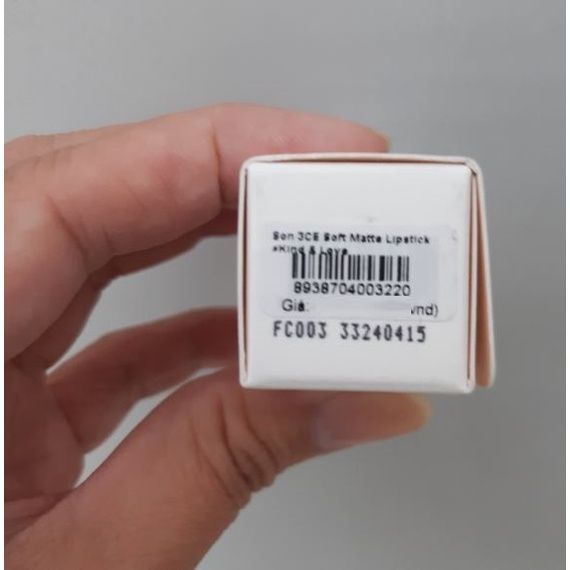 Son 3CE Soft Matte Lipstick
#Kind & Love
8938704003220
Giá: vnd)
FC003 33240415